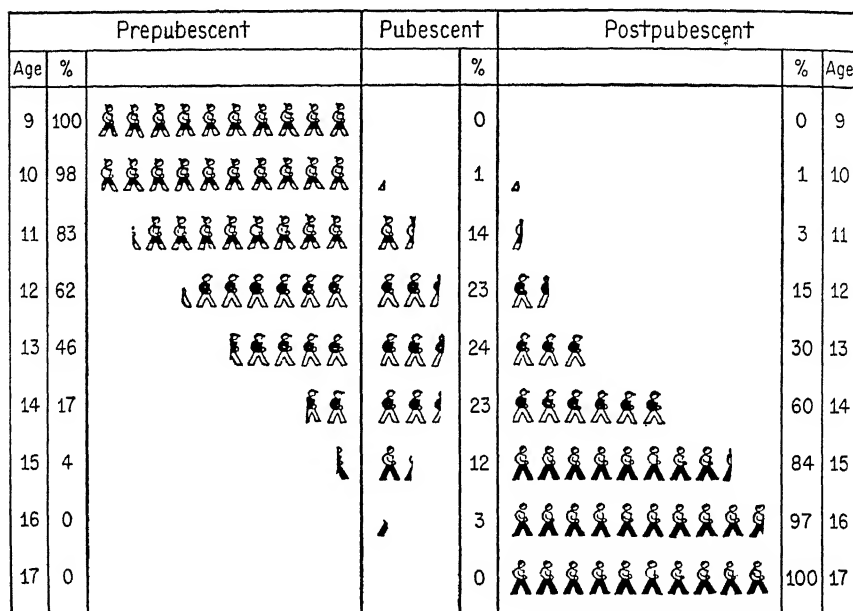 Prepubescent Pubescent Postpubescent
Age % % % Age
9 100 0 0 9
10 98 1 1 10
11 83 14 3 11
12 62 23 15 12
13 46 24 30 13
14 17 23 60 14
15 4 12 84 15
16 0 3 97 16
17 0 0 100 17